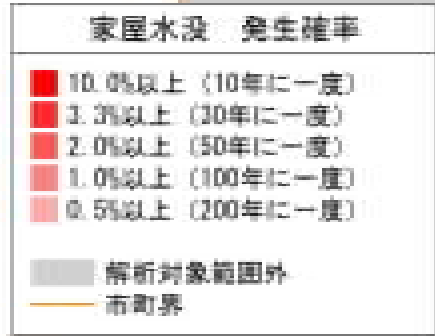 家屋水没 発生確率
10.0%以上（10年に一度）
3.3%以上（30年に一度）
2.0%以上（50年に一度）
1.0%以上（100年に一度）
0.5%以上（200年に一度）
解析対象範囲外
市町界